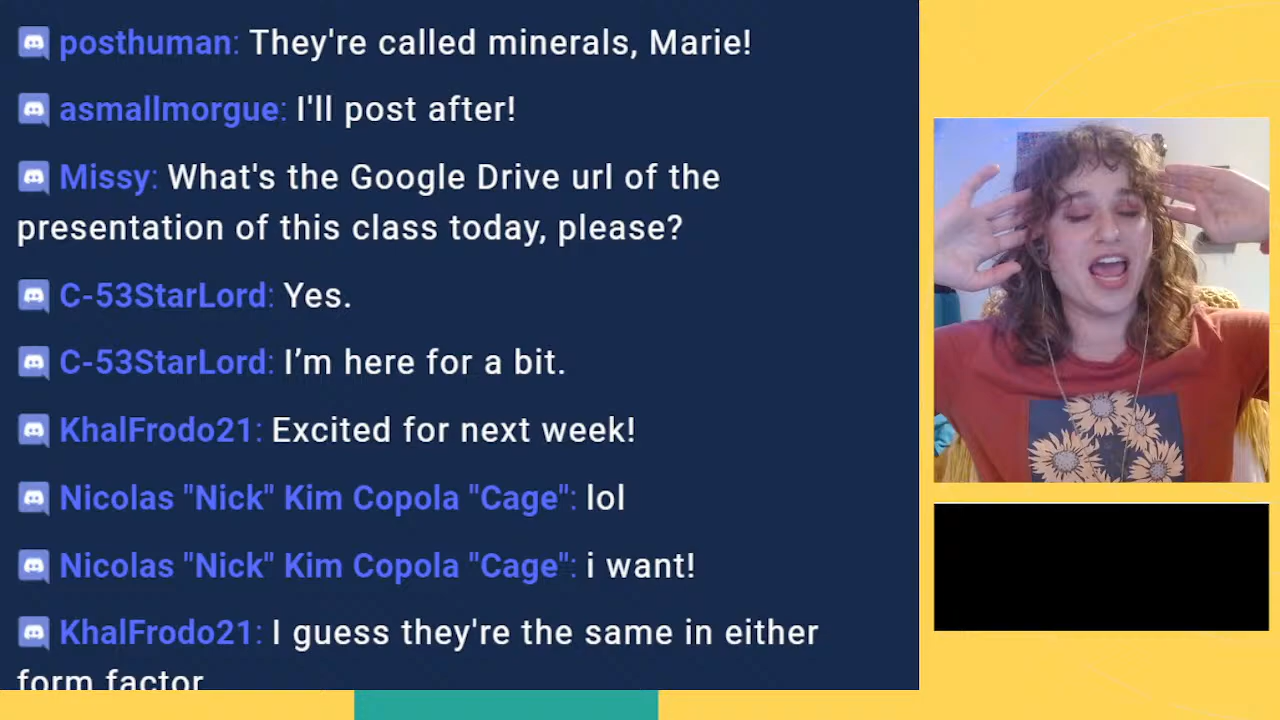 posthuman: They're called minerals, Marie!
asmallmorgue: I'll post after!
Missy: What's the Google Drive url of the
presentation of this class today, please?
C-53StarLord: Yes.
C-53StarLord: I’m here for a bit.
KhalFrodo21: Excited for next week!
Nicolas "Nick" Kim Copola "Cage": lol
Nicolas "Nick" Kim Copola "Cage": i want!
KhalFrodo21: I guess they're the same in either
form factor